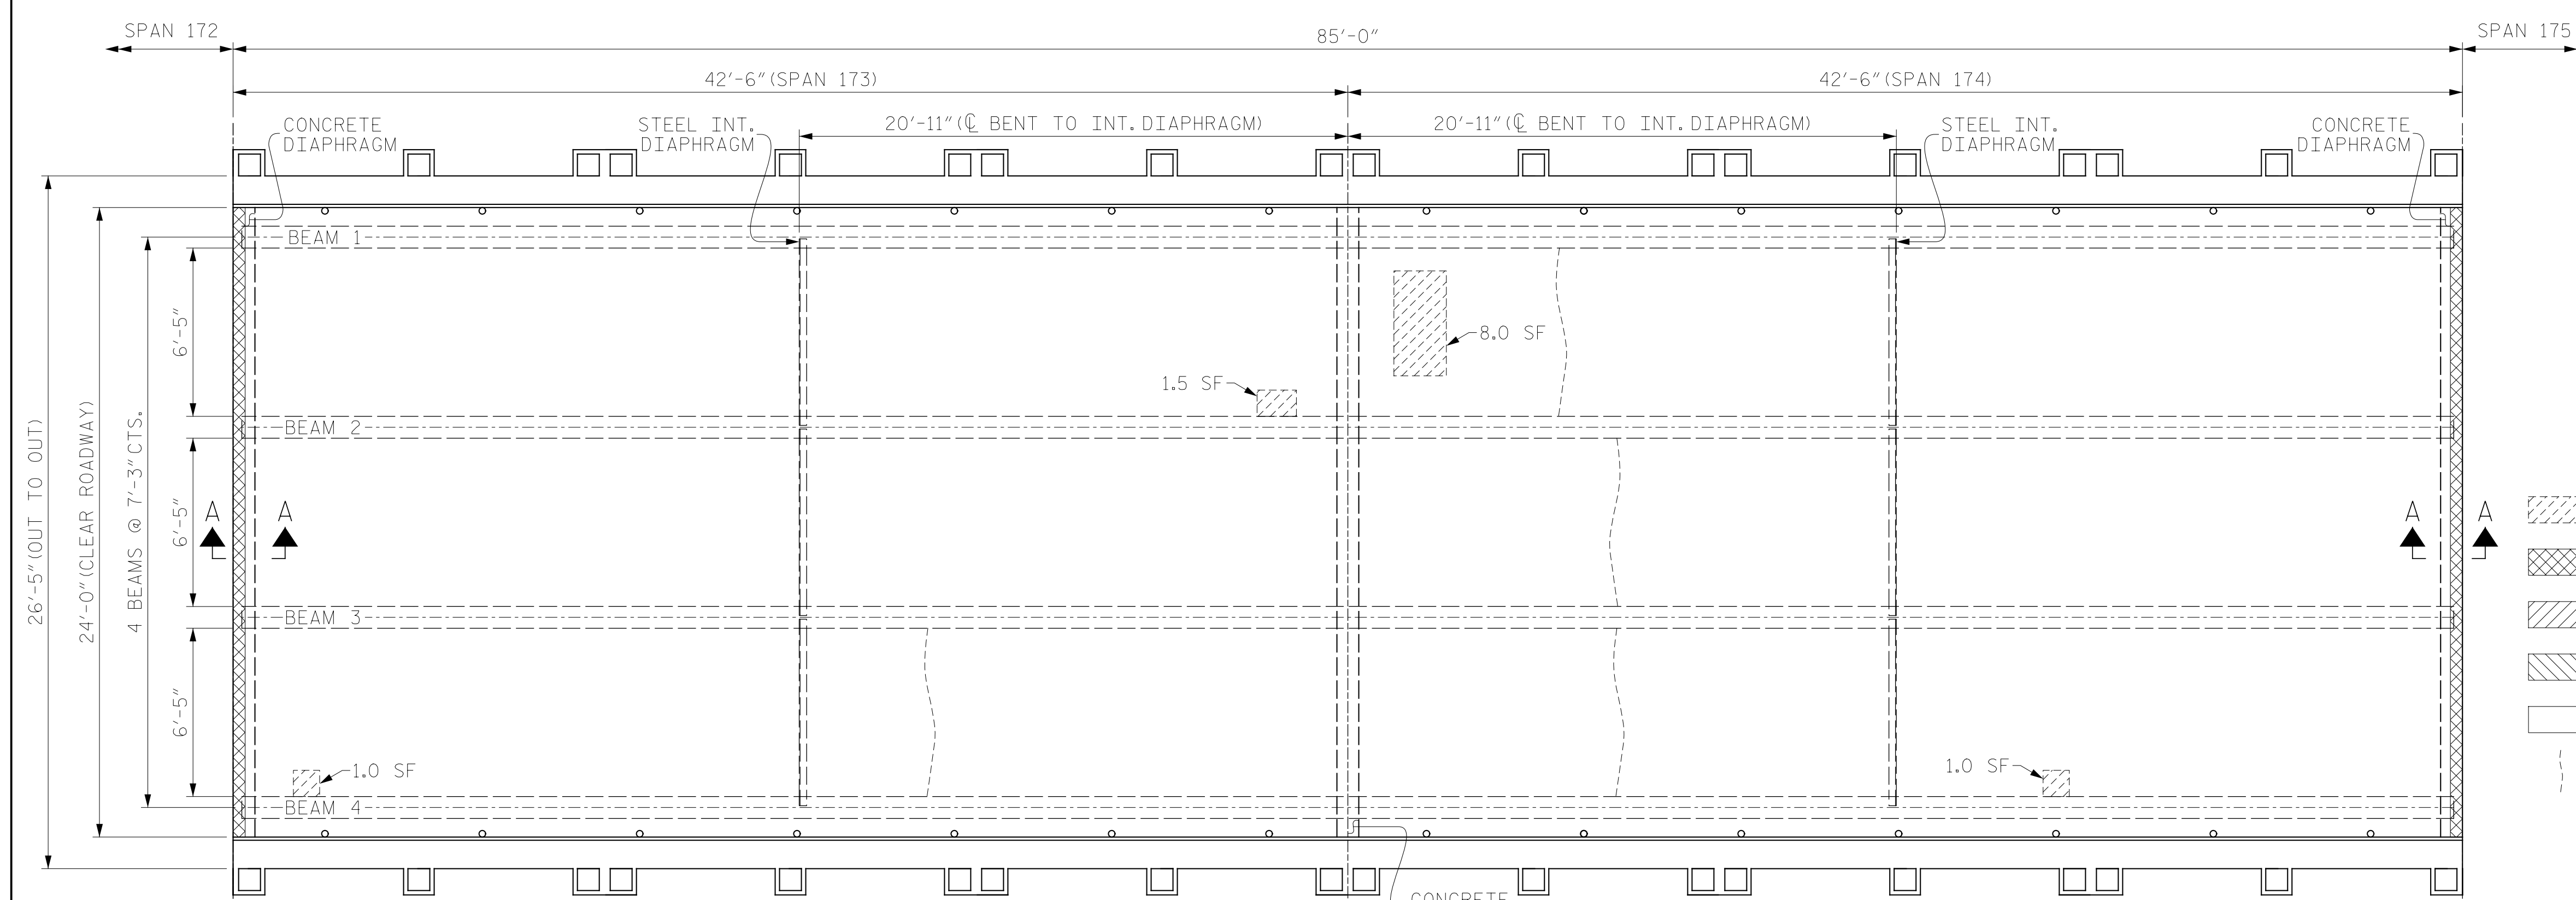 SPAN 172
85'-0"
SPAN 175
42'-6" (SPAN 173)
42'-6" (SPAN 174)
CONCRETE
DIAPHRAGM
STEEL INT.
DIAPHRAGM
20'-11" (℄ BENT TO INT. DIAPHRAGM)
20'-11" (℄ BENT TO INT. DIAPHRAGM)
STEEL INT.
DIAPHRAGM
CONCRETE
DIAPHRAGM
26'-5" (OUT TO OUT)
24'-0" (CLEAR ROADWAY)
4 BEAMS @ 7'-3" CTS.
6'-5"
6'-5"
6'-5"
BEAM 1
8.0 SF
1.5 SF
BEAM 2
A
A
A
A
BEAM 3
1.0 SF
1.0 SF
BEAM 4
CONCRETE